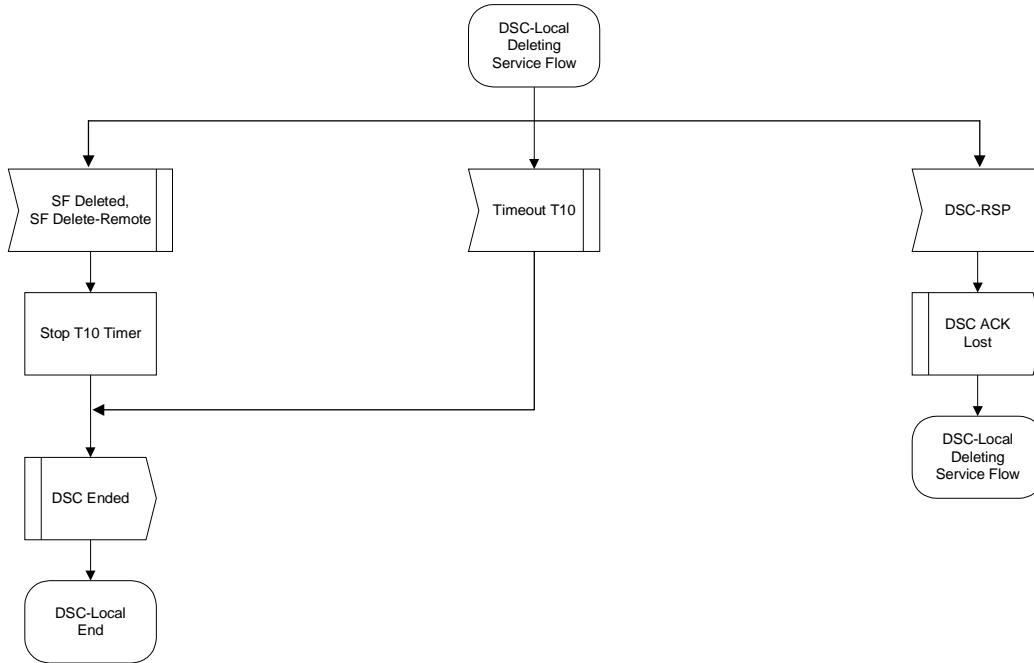 DSC-Local
Deleting
Service Flow
SF Deleted,
SF Delete-Remote
Timeout T10
DSC-RSP
Stop T10 Timer
DSC ACK
Lost
DSC-Local
Deleting
Service Flow
DSC Ended
DSC-Local
End